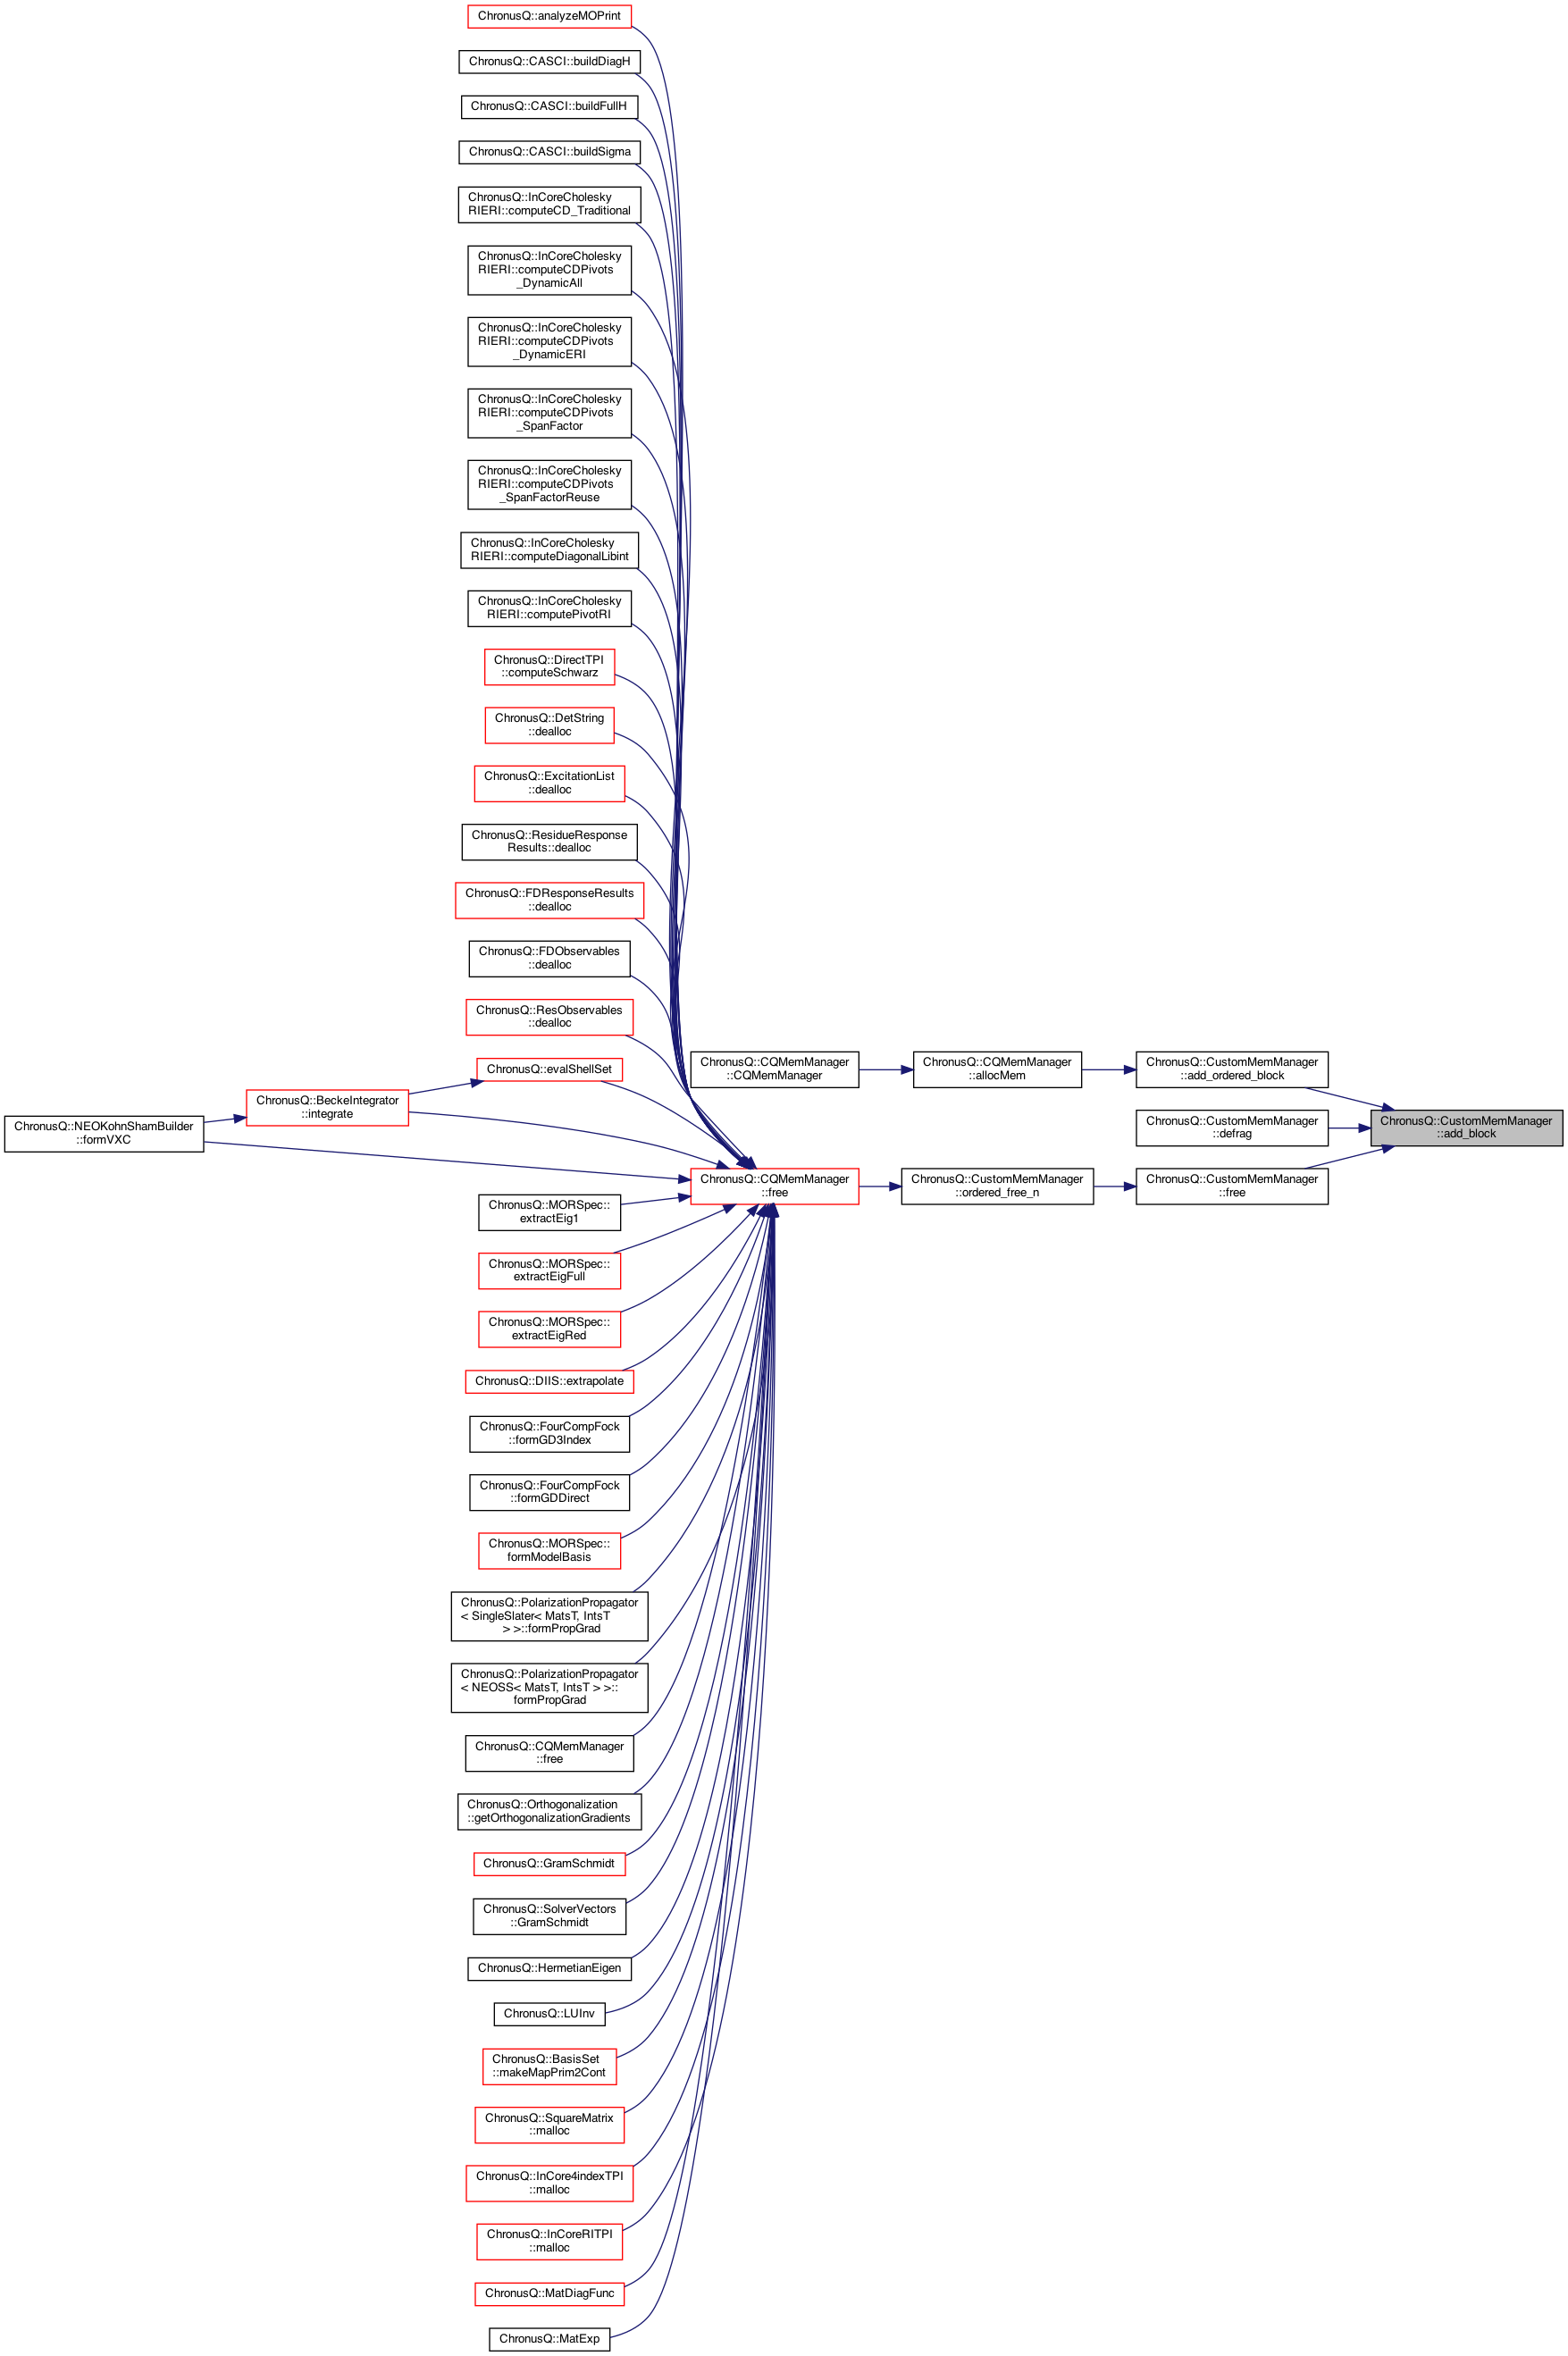 ChronusQ::analyzeMOPrint
ChronusQ::CASCI::buildDiagH
ChronusQ::CASCI::buildFullH
ChronusQ::CASCI::buildSigma
ChronusQ::InCoreCholesky
RIERI::computeCD_Traditional
ChronusQ::InCoreCholesky
RIERI::computeCDPivots
_DynamicAll
ChronusQ::InCoreCholesky
RIERI::computeCDPivots
_DynamicERI
ChronusQ::InCoreCholesky
RIERI::computeCDPivots
_SpanFactor
ChronusQ::InCoreCholesky
RIERI::computeCDPivots
_SpanFactorReuse
ChronusQ::InCoreCholesky
RIERI::computeDiagonalLibint
ChronusQ::InCoreCholesky
RIERI::computePivotRI
ChronusQ::DirectTPI
::computeSchwarz
ChronusQ::DetString
::dealloc
ChronusQ::ExcitationList
::dealloc
ChronusQ::ResidueResponse
Results::dealloc
ChronusQ::FDResponseResults
::dealloc
ChronusQ::FDObservables
::dealloc
ChronusQ::ResObservables
::dealloc
ChronusQ::evalShellSet
ChronusQ::BeckeIntegrator
::integrate
ChronusQ::NEOKohnShamBuilder
::formVXC
ChronusQ::CQMemManager
::CQMemManager
ChronusQ::CQMemManager
::allocMem
ChronusQ::CustomMemManager
::add_ordered_block
ChronusQ::CustomMemManager
::defrag
ChronusQ::CustomMemManager
::add_block
ChronusQ::CQMemManager
::free
ChronusQ::CustomMemManager
::ordered_free_n
ChronusQ::CustomMemManager
::free
ChronusQ::MORSpec::
extractEig1
ChronusQ::MORSpec::
extractEigFull
ChronusQ::MORSpec::
extractEigRed
ChronusQ::DIIS::extrapolate
ChronusQ::FourCompFock
::formGD3Index
ChronusQ::FourCompFock
::formGDDirect
ChronusQ::MORSpec::
formModelBasis
ChronusQ::PolarizationPropagator
< SingleSlater< MatsT, IntsT
> >::formPropGrad
ChronusQ::PolarizationPropagator
< NEOSS< MatsT, IntsT > >::
formPropGrad
ChronusQ::CQMemManager
::free
ChronusQ::Orthogonalization
::getOrthogonalizationGradients
ChronusQ::GramSchmidt
ChronusQ::SolverVectors
::GramSchmidt
ChronusQ::HermetianEigen
ChronusQ::LUInv
ChronusQ::BasisSet
::makeMapPrim2Cont
ChronusQ::SquareMatrix
::malloc
ChronusQ::InCore4indexTPI
::malloc
ChronusQ::InCoreRITPI
::malloc
ChronusQ::MatDiagFunc
ChronusQ::MatExp